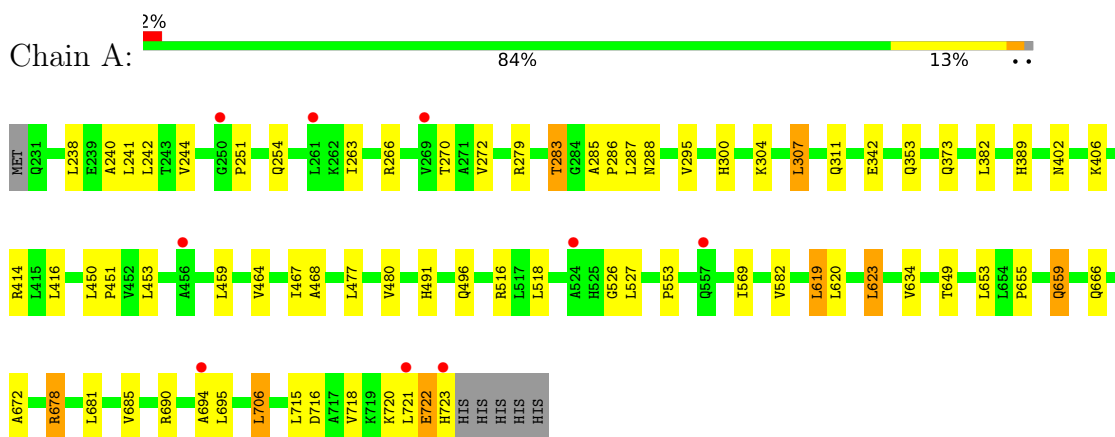 2%
Chain A:
84% 13% • •
MET Q231 L238 E239 A240 L241 L242 T243 V244 G250 P251 Q254 L261 K262 I263 R266 V269 T270 A271 V272 R279 T283 G284 A285 P286 L287 N288 V295 H300 K304 L307 Q311 E342 Q353 Q373 L382 H389 N402 K406
R414 L415 L416 L450 P451 V452 L453 A456 L459 V464 I467 A468 L477 V480 H491 Q496 R516 L517 L518 A524 H525 G526 L527 P553 Q557 I569 V582 L619 L620 L623 V634 T649 L653 L654 P655 Q659 Q666
A672 R678 L681 V685 R690 A694 L695 L706 L715 D716 A717 V718 K719 K720 L721 E722 H723 HIS HIS HIS HIS HIS